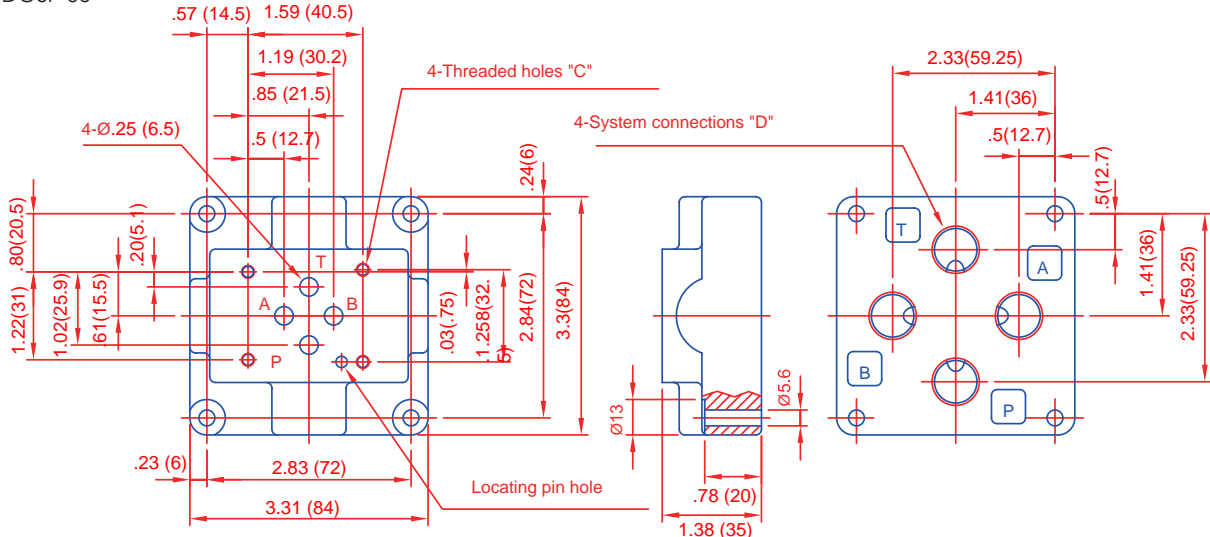 .57 (14.5)
1.59 (40.5)
1.19 (30.2)
.85 (21.5)
.5 (12.7)
4-Ø.25 (6.5)
4-Threaded holes "C"
4-System connections "D"
2.33(59.25)
1.41(36)
.5(12.7)
.5(12.7)
1.41(36)
2.33(59.25)
.24(6)
.80(20.5)
.20(5.1)
1.22(31)
1.02(25.9)
.61(15.5)
T
A
B
P
.03(.75)
.1.258(32.
5)
2.84(72)
3.3(84)
T
A
B
P
Ø13
Ø5.6
.23 (6)
2.83 (72)
3.31 (84)
Locating pin hole
.78 (20)
1.38 (35)